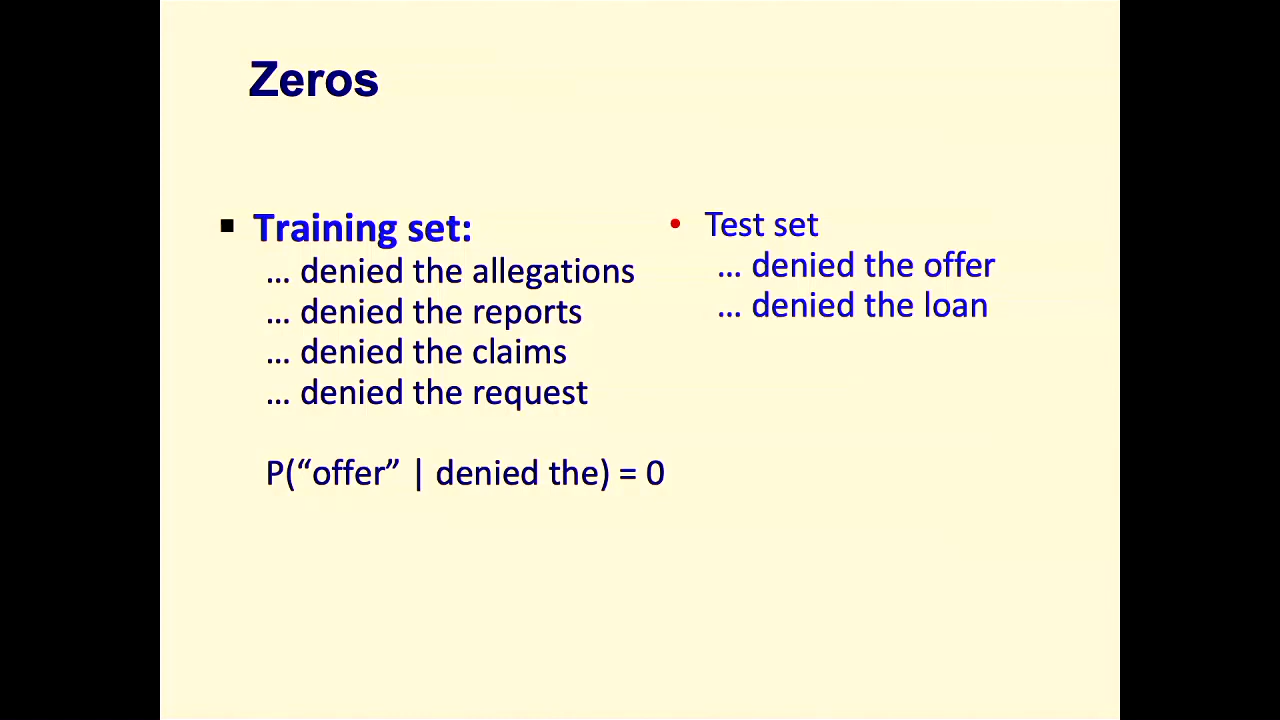 Zeros
▪ Training set:
… denied the allegations
… denied the reports
… denied the claims
… denied the request
P(“offer” | denied the) = 0
• Test set
… denied the offer
… denied the loan